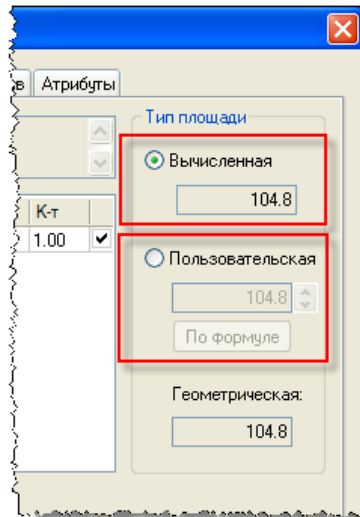 в Атрибуты
Тип площади
Вычисленная
104.8
К-т
1.00
Пользовательская
104.8
По формуле
Геометрическая:
104.8